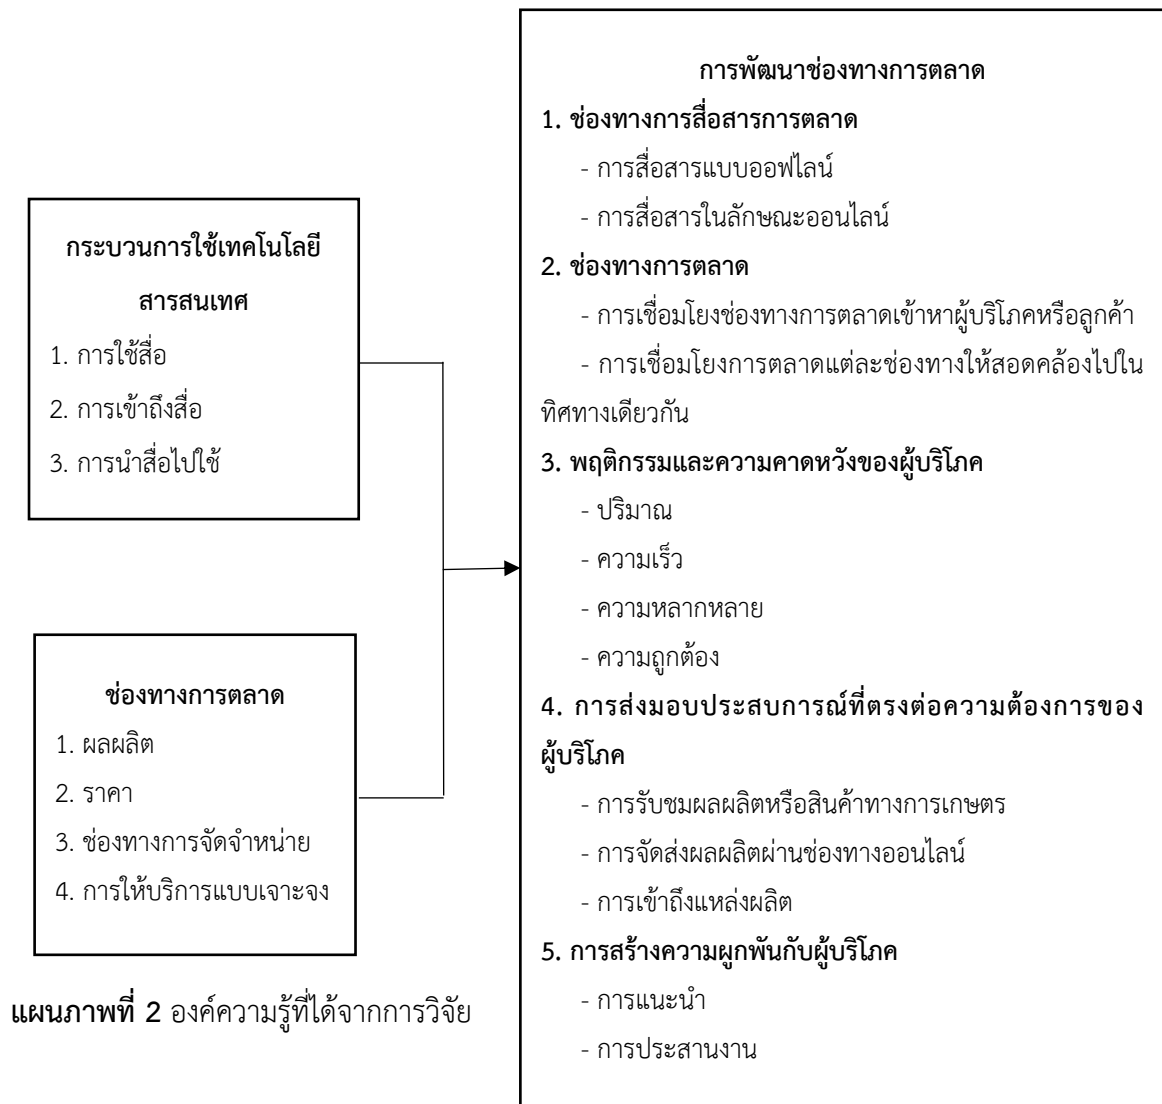 กระบวนการใช้เทคโนโลยี
สารสนเทศ
1. การใช้สื่อ
2. การเข้าถึงสื่อ
3. การนำสื่อไปใช้
ช่องทางการตลาด
1. ผลผลิต
2. ราคา
3. ช่องทางการจัดจำหน่าย
4. การให้บริการแบบเจาะจง
การพัฒนาช่องทางการตลาด
1. ช่องทางการสื่อสารการตลาด
- การสื่อสารแบบออฟไลน์
- การสื่อสารในลักษณะออนไลน์
2. ช่องทางการตลาด
- การเชื่อมโยงช่องทางการตลาดเข้าหาผู้บริโภคหรือลูกค้า
- การเชื่อมโยงการตลาดแต่ละช่องทางให้สอดคล้องไปใน
ทิศทางเดียวกัน
3. พฤติกรรมและความคาดหวังของผู้บริโภค
- ปริมาณ
- ความเร็ว
- ความหลากหลาย
- ความถูกต้อง
4. การส่งมอบประสบการณ์ที่ตรงต่อความต้องการของ
ผู้บริโภค
- การรับชมผลผลิตหรือสินค้าทางการเกษตร
- การจัดส่งผลผลิตผ่านช่องทางออนไลน์
- การเข้าถึงแหล่งผลิต
5. การสร้างความผูกพันกับผู้บริโภค
- การแนะนำ
- การประสานงาน
แผนภาพที่ 2 องค์ความรู้ที่ได้จากการวิจัย